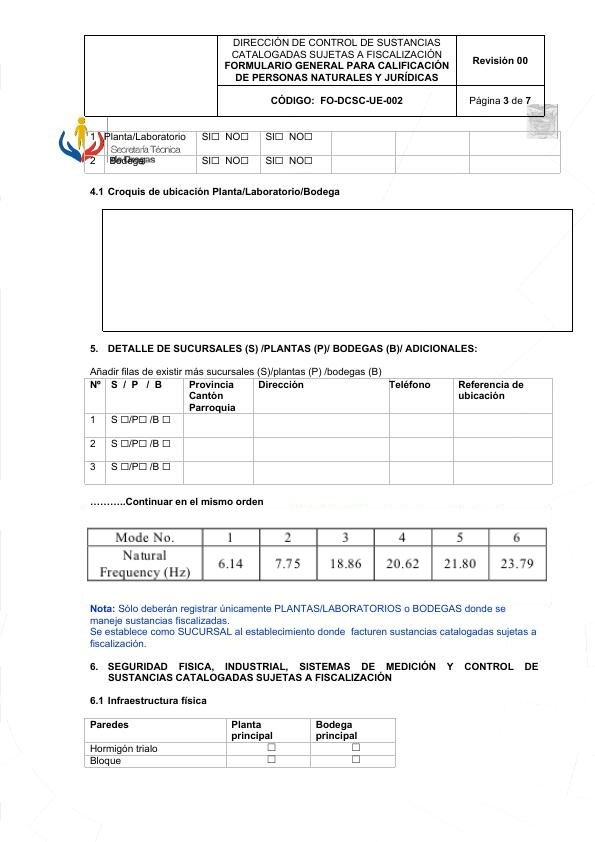 DIRECCIÓN DE CONTROL DE SUSTANCIAS
CATALOGADAS SUJETAS A FISCALIZACIÓN
FORMULARIO GENERAL PARA CALIFICACIÓN
DE PERSONAS NATURALES Y JURÍDICAS
Revisión 00
CÓDIGO: FO-DCSC-UE-002
Página 3 de 7
1 Planta/Laboratorio SI☐ NO☐ SI☐ NO☐
Secretaría Técnica
de Drogas
2 Bodega SI☐ NO☐ SI☐ NO☐
4.1 Croquis de ubicación Planta/Laboratorio/Bodega
5. DETALLE DE SUCURSALES (S) /PLANTAS (P)/ BODEGAS (B)/ ADICIONALES:
Añadir filas de existir más sucursales (S)/plantas (P) /bodegas (B)
Nº S / P / B Provincia Dirección Teléfono Referencia de
Cantón ubicación
Parroquia
1 S ☐/P☐ /B ☐
2 S ☐/P☐ /B ☐
3 S ☐/P☐ /B ☐
………..Continuar en el mismo orden
Mode No. 1 2 3 4 5 6
Natural
Frequency (Hz) 6.14 7.75 18.86 20.62 21.80 23.79
Nota: Sólo deberán registrar únicamente PLANTAS/LABORATORIOS o BODEGAS donde se
maneje sustancias fiscalizadas.
Se establece como SUCURSAL al establecimiento donde facturen sustancias catalogadas sujetas a
fiscalización.
6. SEGURIDAD FISICA, INDUSTRIAL, SISTEMAS DE MEDICIÓN Y CONTROL DE
SUSTANCIAS CATALOGADAS SUJETAS A FISCALIZACIÓN
6.1 Infraestructura física
Paredes Planta Bodega
principal principal
Hormigón trialo ☐ ☐
Bloque ☐ ☐